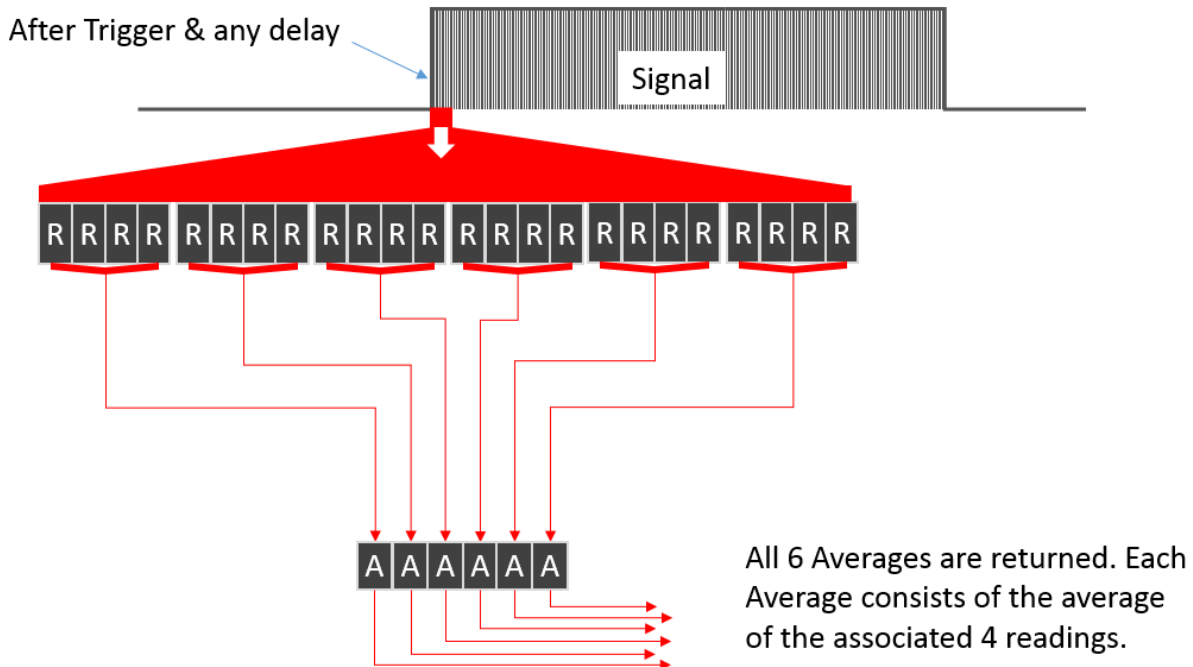 After Trigger & any delay
Signal
R R R R R R R R R R R R R R R R R R R R R R R R
A A A A A A
All 6 Averages are returned. Each
Average consists of the average
of the associated 4 readings.